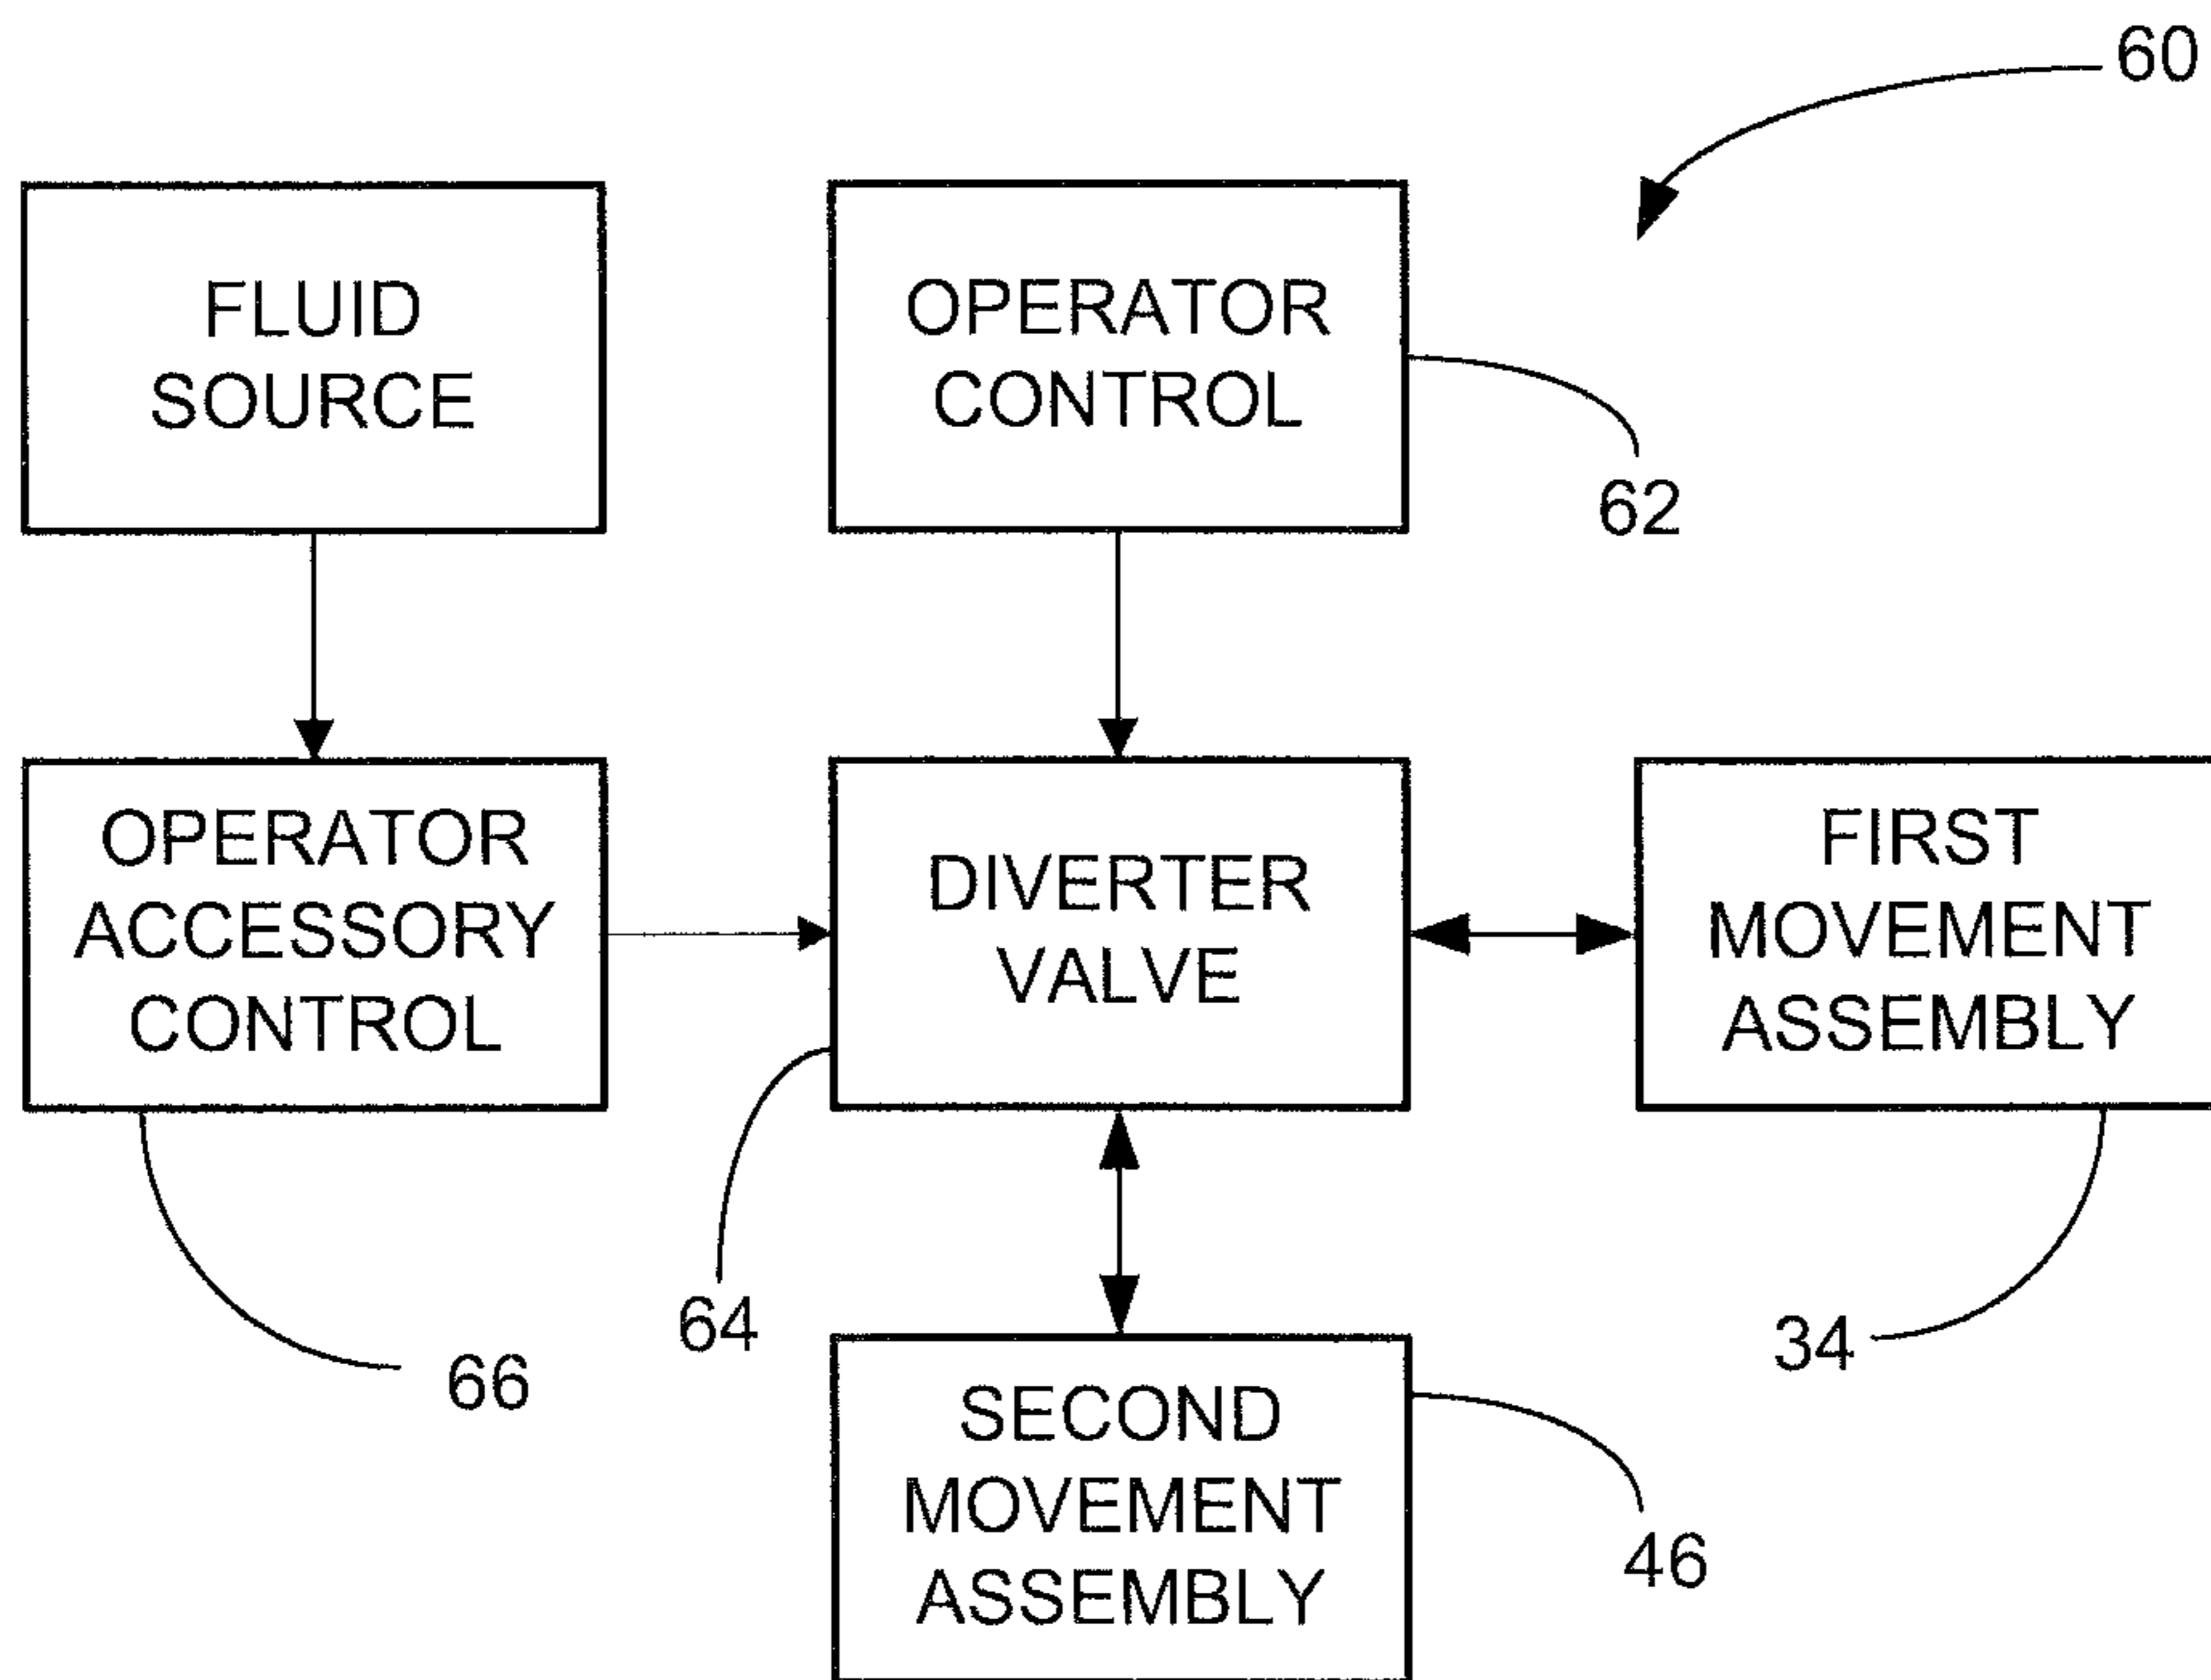 60
FLUID
SOURCE
OPERATOR
CONTROL
62
OPERATOR
ACCESSORY
CONTROL
DIVERTER
VALVE
FIRST
MOVEMENT
ASSEMBLY
64
66
34
SECOND
MOVEMENT
ASSEMBLY
46